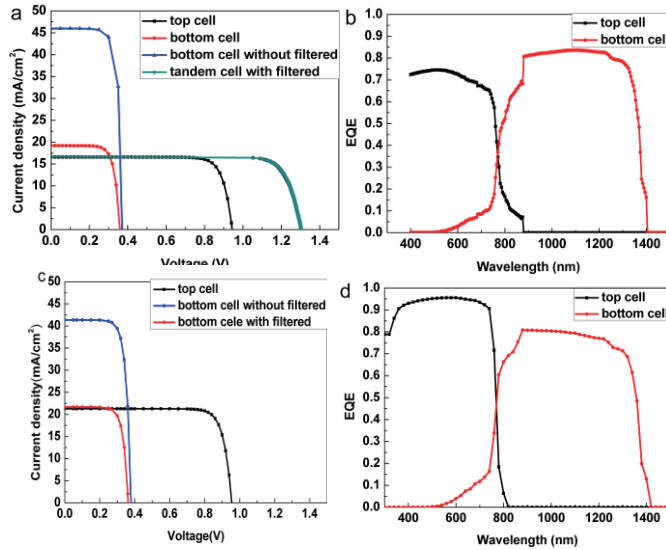 a
top cell
bottom cell
bottom cell without filtered
tandem cell with filtered
Current density (mA/cm²)
50
45
40
35
30
25
20
15
10
5
0
0.0 0.2 0.4 0.6 0.8 1.0 1.2 1.4
Voltage(V)
b
top cell
bottom cell
EQE
1.0
0.9
0.8
0.7
0.6
0.5
0.4
0.3
0.2
0.1
0.0
400 600 800 1000 1200 1400
Wavelength (nm)
c
top cell
bottom cell without filtered
bottom cele with filtered
Current density(mA/cm²)
50
45
40
35
30
25
20
15
10
5
0
0.0 0.2 0.4 0.6 0.8 1.0 1.2 1.4
Voltage(V)
d
top cell
bottom cell
EQE
1.0
0.9
0.8
0.7
0.6
0.5
0.4
0.3
0.2
0.1
0.0
400 600 800 1000 1200 1400
Wavelength (nm)